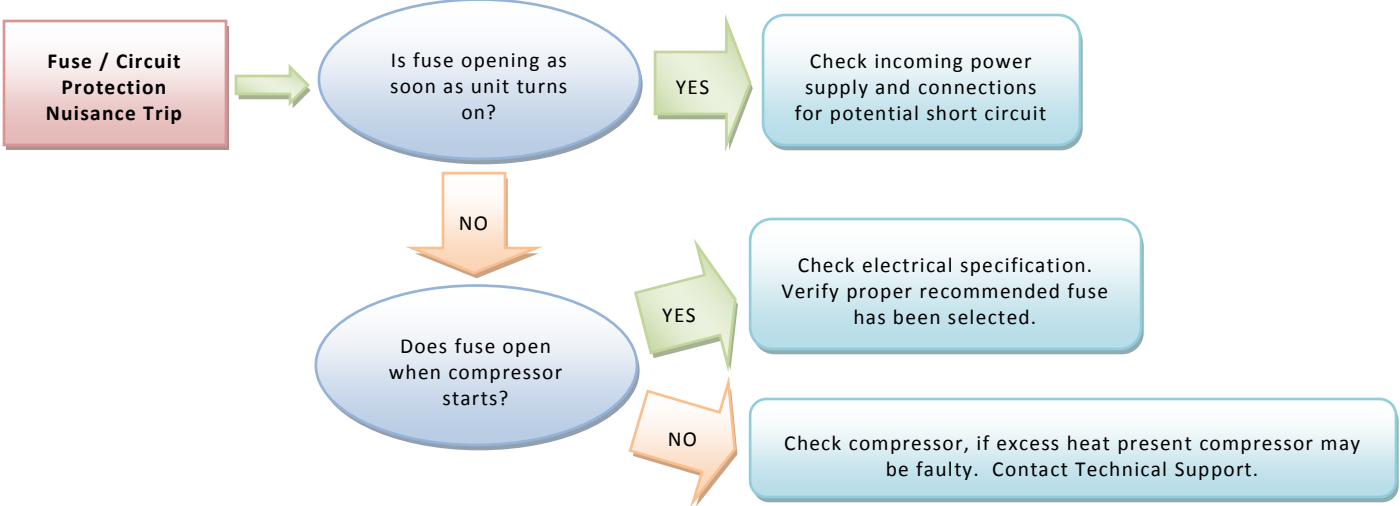 Fuse / Circuit
Protection
Nuisance Trip
Is fuse opening as
soon as unit turns
on?
YES
Check incoming power
supply and connections
for potential short circuit
NO
Does fuse open
when compressor
starts?
YES
Check electrical specification.
Verify proper recommended fuse
has been selected.
NO
Check compressor, if excess heat present compressor may
be faulty.  Contact Technical Support.